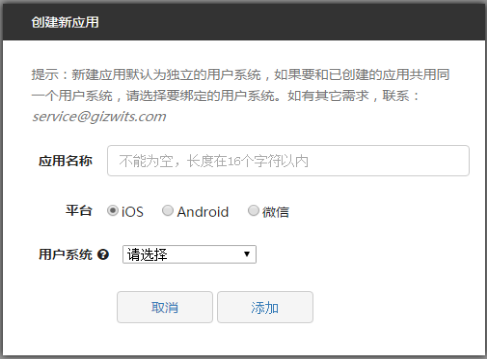 创建新应用
提示：新建应用默认为独立的用户系统，如果要和已创建的应用共用同
一个用户系统，请选择要绑定的用户系统。如有其它需求，联系：
service@gizwits.com
应用名称 不能为空，长度在16个字符以内
平台 iOS Android 微信
用户系统 ? 请选择
取消 添加